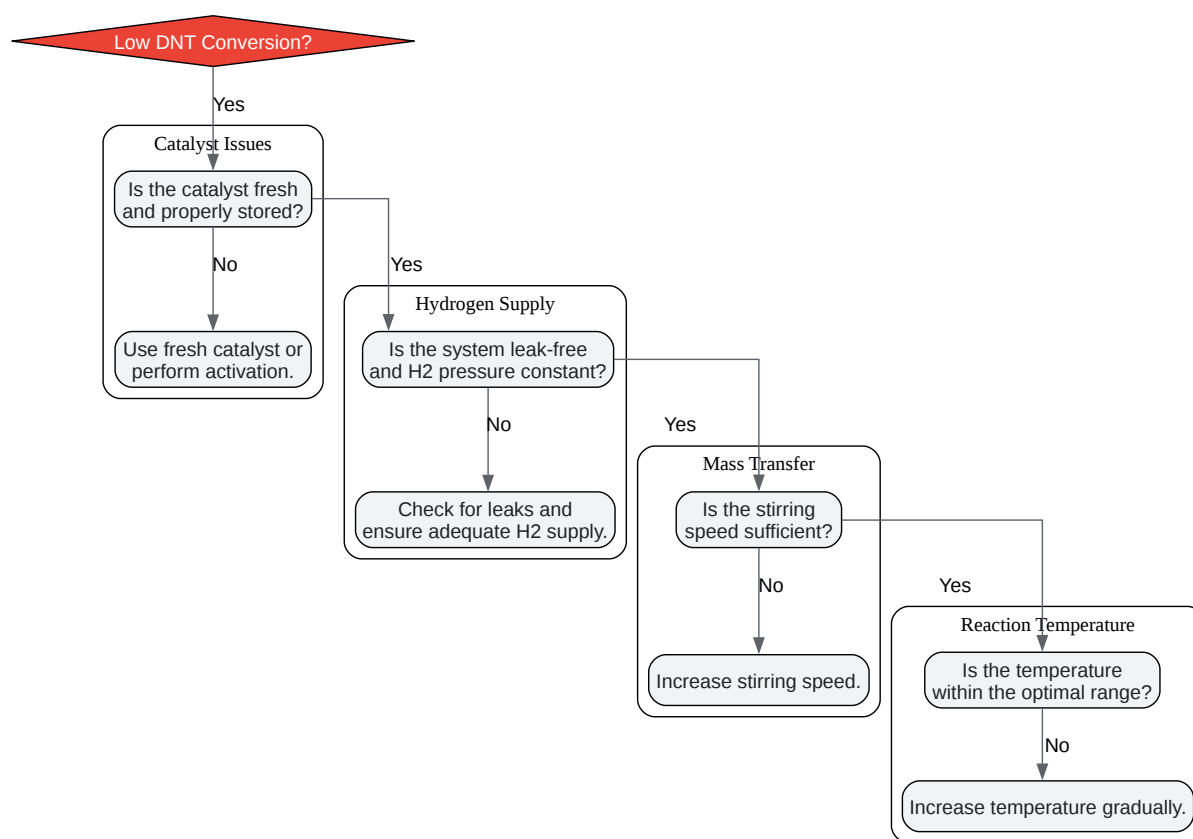 Low DNT Conversion?
Yes
Catalyst Issues
Is the catalyst fresh
and properly stored?
No
Yes
Use fresh catalyst or
perform activation.
Hydrogen Supply
Is the system leak-free
and H2 pressure constant?
No
Yes
Check for leaks and
ensure adequate H2 supply.
Mass Transfer
Is the stirring
speed sufficient?
No
Yes
Increase stirring speed.
Reaction Temperature
Is the temperature
within the optimal range?
No
Increase temperature gradually.